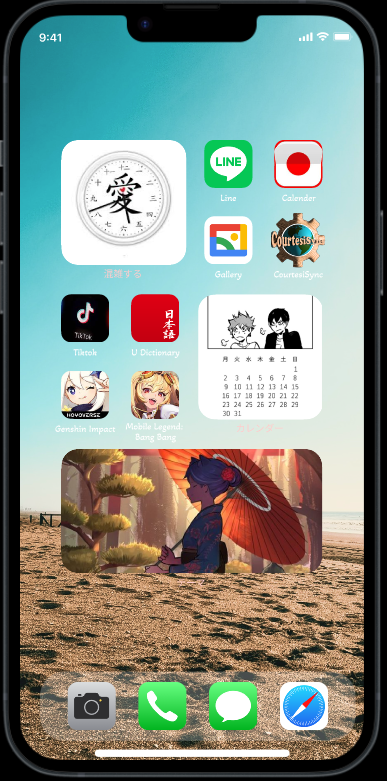 9:41
十二
十一 一
十 二
愛
九 三
八 四
七 五
六
LINE
Line
Calender
混雑する
Gallery
CourtesiSync
CourtesiSync
TikTok
Tiktok
日本語
U Dictionary
HOYOVERSE
Genshin Impact
Mobile Legend:
Bang Bang
月 火 水 木 金 土 日
1
2 3 4 5 6 7 8
9 10 11 12 13 14 15
16 17 18 19 20 21 22
23 24 25 26 27 28 29
30 31
カレンダー